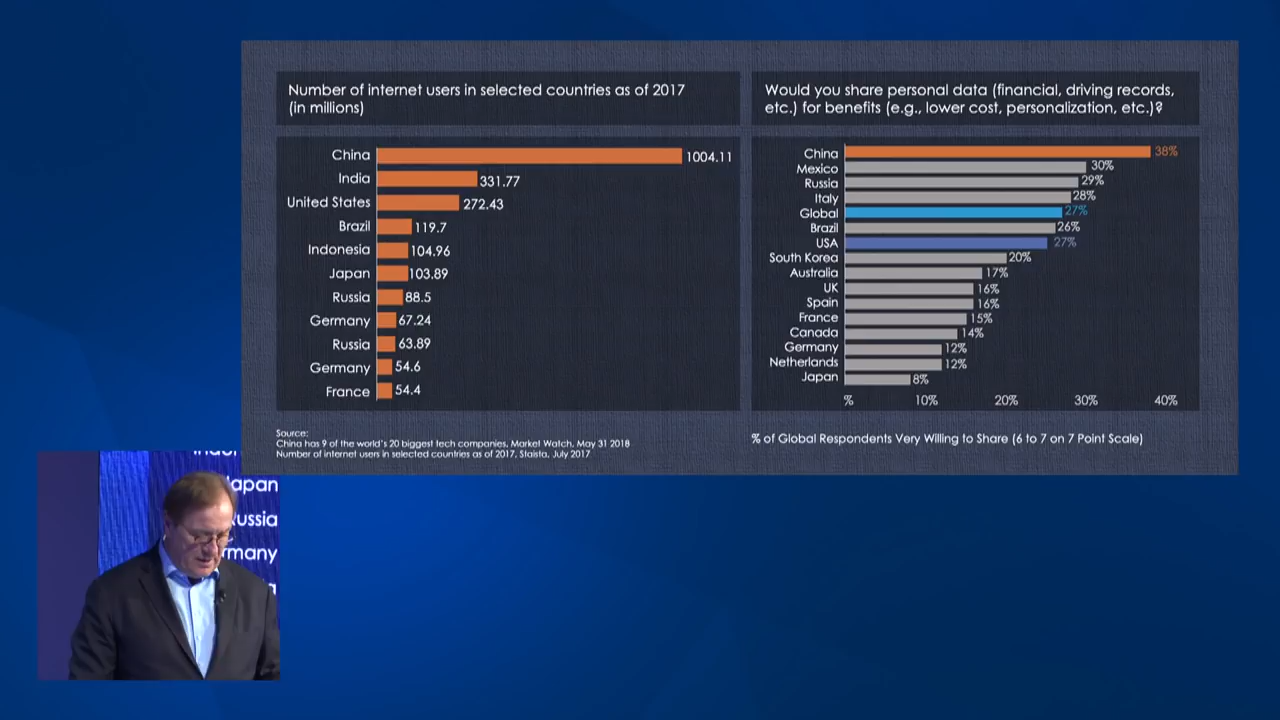 Number of internet users in selected countries as of 2017
(in millions)
China 1004.11
India 331.77
United States 272.43
Brazil 119.7
Indonesia 104.96
Japan 103.89
Russia 88.5
Germany 67.24
Russia 63.89
Germany 54.6
France 54.4
Source:
China has 9 of the world's 20 biggest tech companies, Market Watch, May 31 2018
Number of internet users in selected countries as of 2017, Staista, July 2017
Would you share personal data (financial, driving records,
etc.) for benefits (e.g., lower cost, personalization, etc.)?
China 38%
Mexico 30%
Russia 29%
Italy 28%
Global 27%
Brazil 26%
USA 27%
South Korea 20%
Australia 17%
UK 16%
Spain 16%
France 15%
Canada 14%
Germany 12%
Netherlands 12%
Japan 8%
% 10% 20% 30% 40%
% of Global Respondents Very Willing to Share (6 to 7 on 7 Point Scale)
apan
ussia
rmany